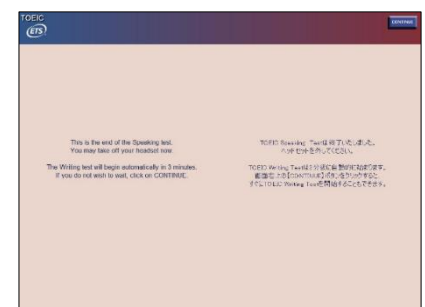 TOEIC
ETS
CONTINUE
This is the end of the Speaking test.
You may take off your headset now.
The Writing test will begin automatically in 3 minutes.
If you do not wish to wait, click on CONTINUE.
TOEIC Speaking Testは終了いたしました。
ヘッドセットを外してください。
TOEIC Writing Testは3分後に自動的に始まります。
画面右上の【CONTINUE】ボタンをクリックすると
すぐにTOEIC Writing Testを開始することもできます。